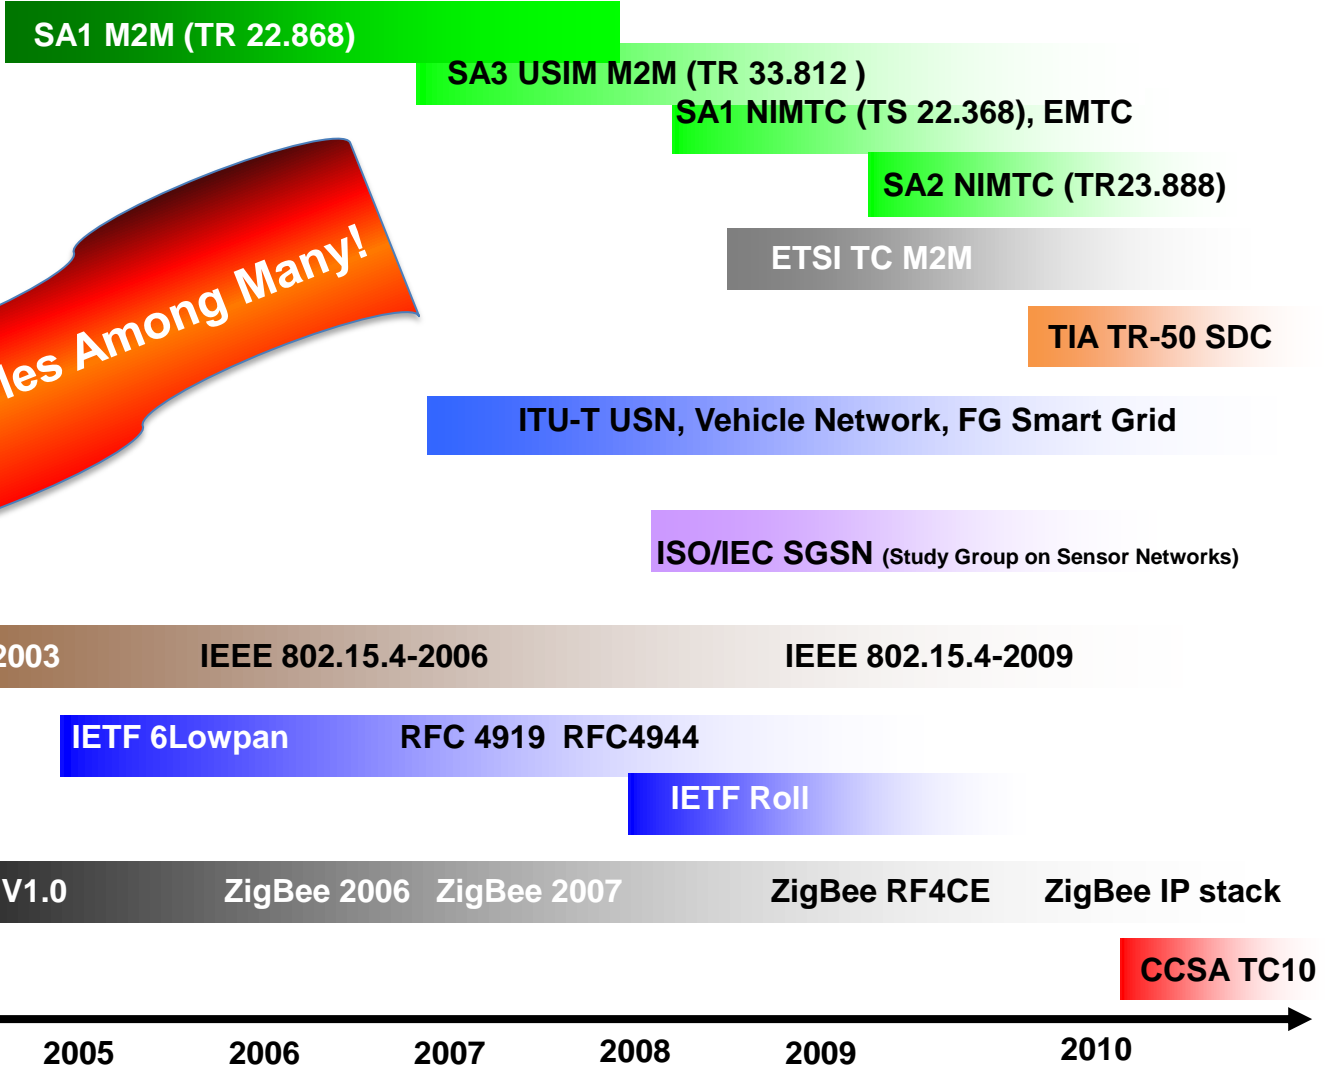 SA1 M2M (TR 22.868)
SA3 USIM M2M (TR 33.812 )
SA1 NIMTC (TS 22.368), EMTC
SA2 NIMTC (TR23.888)
ETSI TC M2M
les Among Many!
TIA TR-50 SDC
ITU-T USN, Vehicle Network, FG Smart Grid
ISO/IEC SGSN (Study Group on Sensor Networks)
2003 IEEE 802.15.4-2006 IEEE 802.15.4-2009
IETF 6Lowpan RFC 4919 RFC4944
IETF Roll
V1.0 ZigBee 2006 ZigBee 2007 ZigBee RF4CE ZigBee IP stack
CCSA TC10
2005 2006 2007 2008 2009 2010